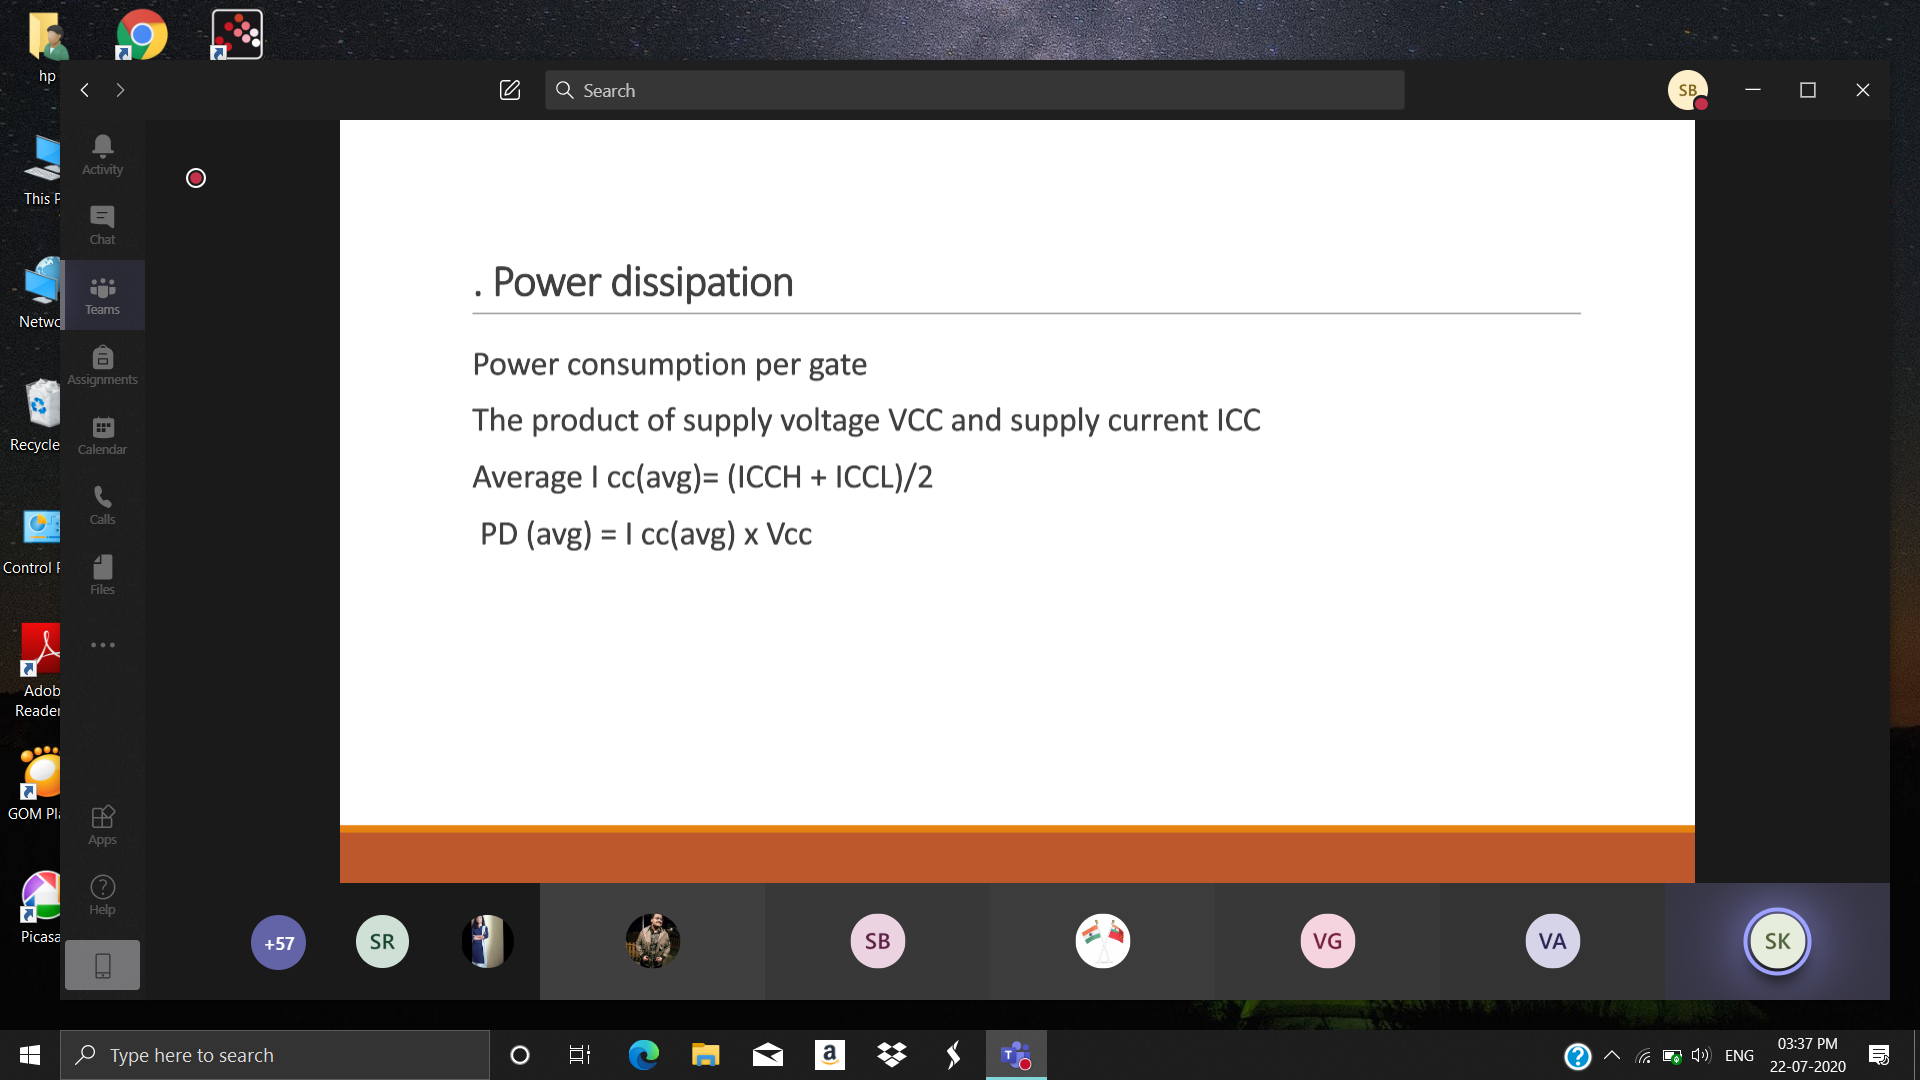 hp
Search
SB
Activity
This P
Chat
Teams
Netwo
Assignments
Recycle
Calendar
Calls
Control P
Files
Adob
Reader
GOM Pla
Apps
Help
Picasa
. Power dissipation
Power consumption per gate
The product of supply voltage VCC and supply current ICC
Average I cc(avg)= (ICCH + ICCL)/2
PD (avg) = I cc(avg) x Vcc
+57
SR
SB
VG
VA
SK
Type here to search
a
T
ENG
03:37 PM
22-07-2020